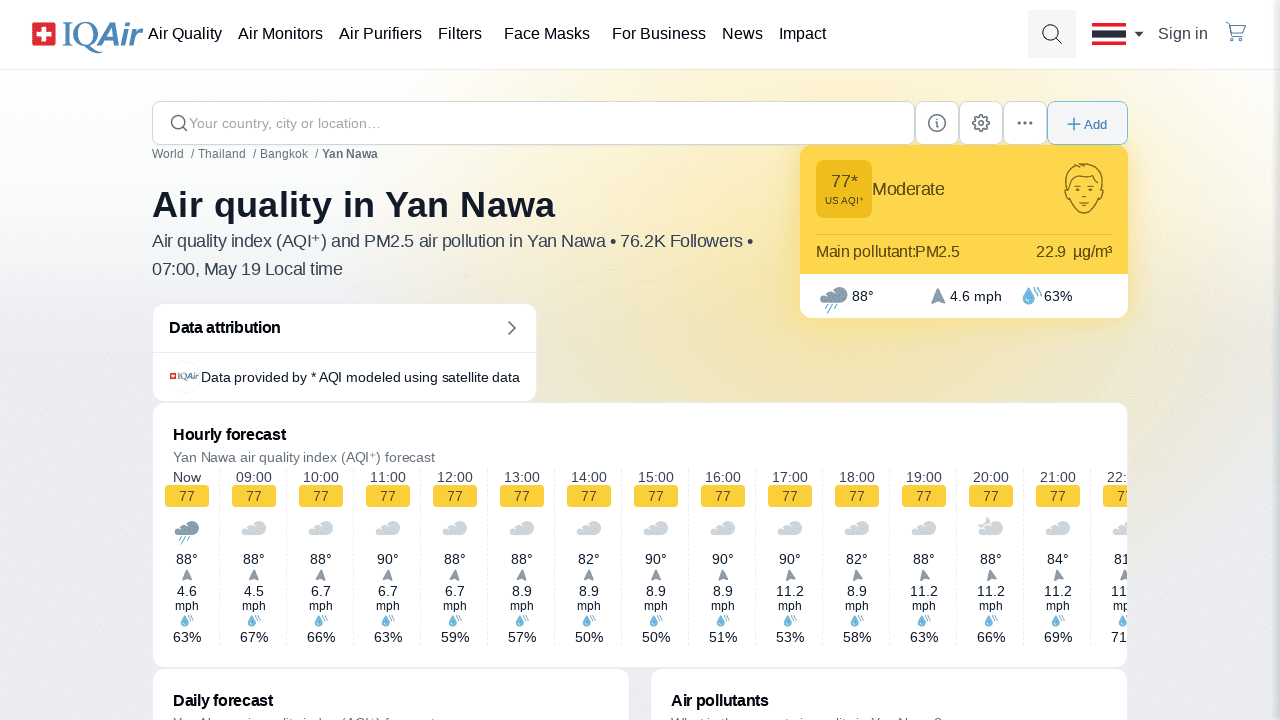 IQAir Air Quality Air Monitors Air Purifiers Filters Face Masks For Business News Impact Sign in
Your country, city or location…
Add
World / Thailand / Bangkok / Yan Nawa
Air quality in Yan Nawa
Air quality index (AQI⁺) and PM2.5 air pollution in Yan Nawa • 76.2K Followers •
07:00, May 19 Local time
77*
US AQI⁺
Moderate
Main pollutant:PM2.5 22.9 µg/m³
88° 4.6 mph 63%
Data attribution
IQAir Data provided by * AQI modeled using satellite data
Hourly forecast
Yan Nawa air quality index (AQI⁺) forecast
Now 09:00 10:00 11:00 12:00 13:00 14:00 15:00 16:00 17:00 18:00 19:00 20:00 21:00
77 77 77 77 77 77 77 77 77 77 77 77 77 77
88° 88° 88° 90° 88° 88° 82° 90° 90° 90° 82° 88° 88° 84°
4.6 4.5 6.7 6.7 6.7 8.9 8.9 8.9 8.9 11.2 8.9 11.2 11.2 11.2
mph mph mph mph mph mph mph mph mph mph mph mph mph mph
63% 67% 66% 63% 59% 57% 50% 50% 51% 53% 58% 63% 66% 69%
Daily forecast
Air pollutants